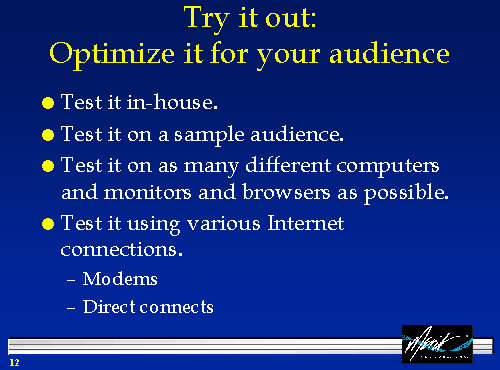 Try it out:
Optimize it for your audience
Test it in-house.
Test it on a sample audience.
Test it on as many different computers
and monitors and browsers as possible.
Test it using various Internet
connections.
– Modems
– Direct connects
12